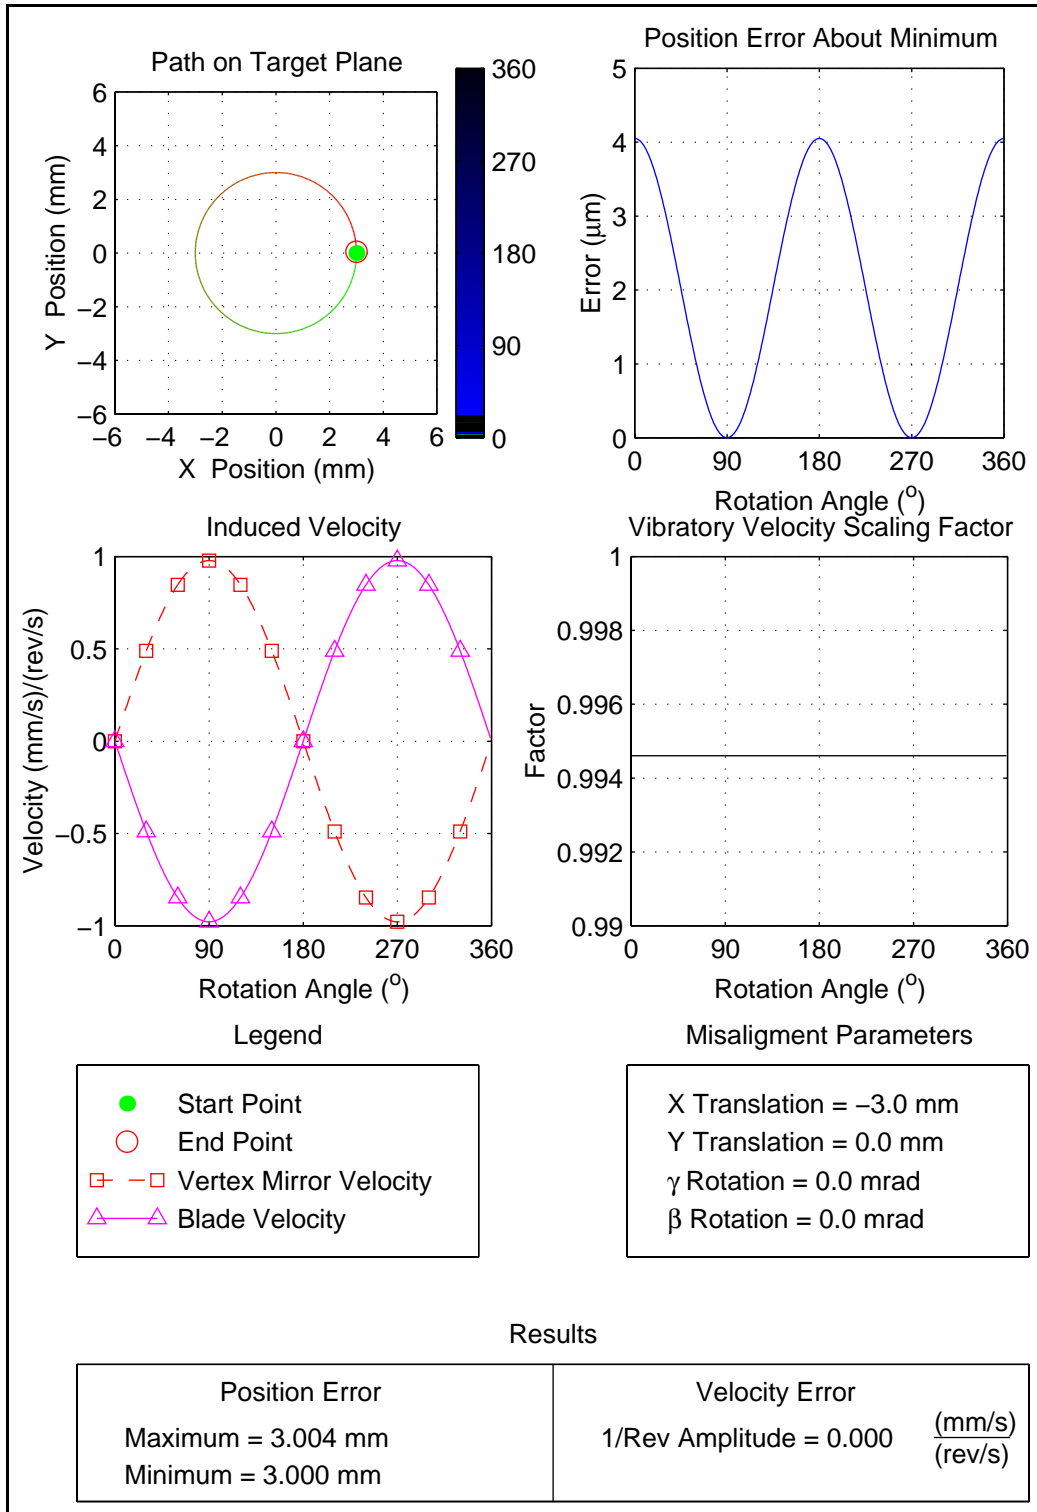 Path on Target Plane
6
4
2
0
−2
−4
−6
−6 −4 −2 0 2 4 6
X Position (mm)
Y Position (mm)
360
270
180
90
0
Position Error About Minimum
5
4
3
2
1
0
0 90 180 270 360
Rotation Angle (o)
Error (μm)
Induced Velocity
1
0.5
0
−0.5
−1
0 90 180 270 360
Rotation Angle (o)
Velocity (mm/s)/(rev/s)
Vibratory Velocity Scaling Factor
1
0.998
0.996
0.994
0.992
0.99
0 90 180 270 360
Rotation Angle (o)
Factor
Legend
Start Point
End Point
Vertex Mirror Velocity
Blade Velocity
Misaligment Parameters
X Translation = −3.0 mm
Y Translation = 0.0 mm
γ Rotation = 0.0 mrad
β Rotation = 0.0 mrad
Results
Position Error
Maximum = 3.004 mm
Minimum = 3.000 mm
Velocity Error
1/Rev Amplitude = 0.000 (mm/s)
(rev/s)